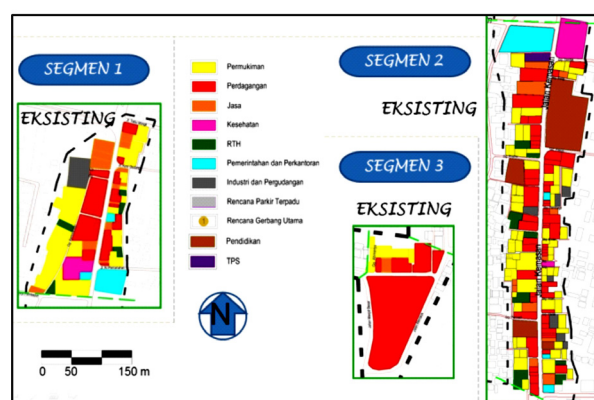 SEGMEN 1
EKSISTING
Permukiman
Perdagangan
Jasa
Kesehatan
RTH
Pemerintahan dan Perkantoran
Industri dan Pergudangan
Rencana Parkir Terpadu
Rencana Gerbang Utama
Pendidikan
TPS
N
0 50 150 m
SEGMEN 2
EKSISTING
SEGMEN 3
EKSISTING